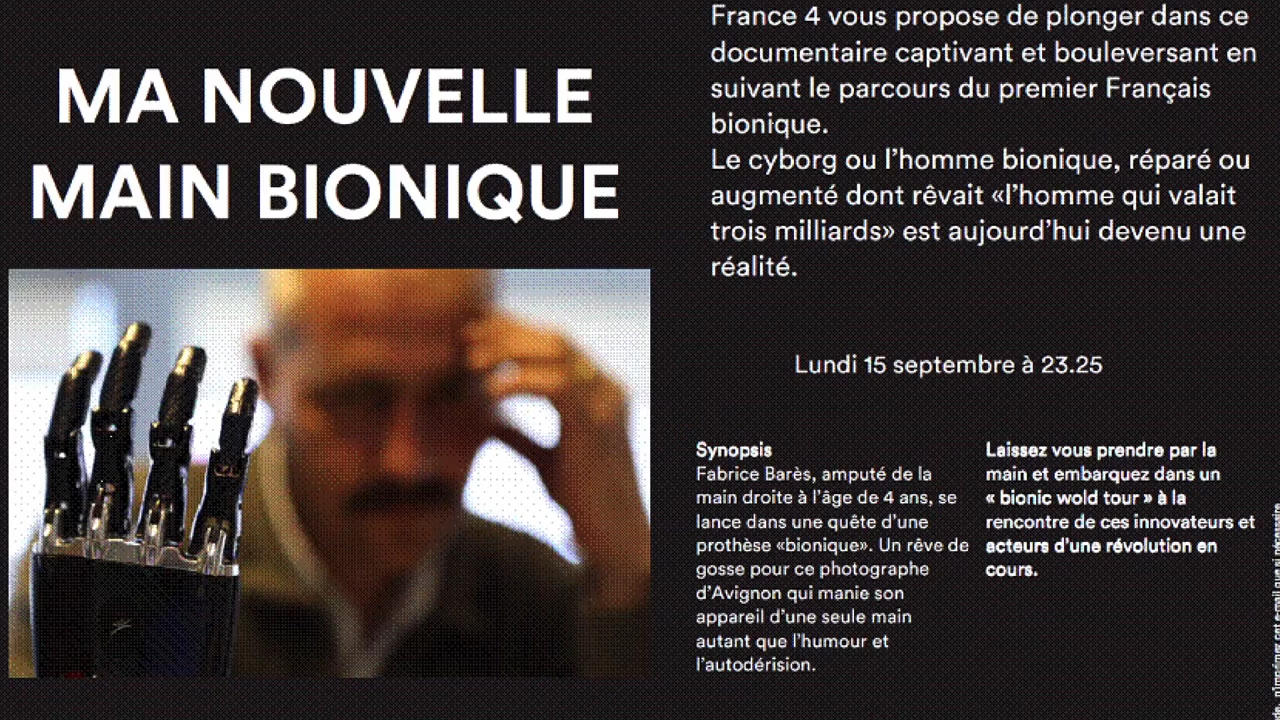 MA NOUVELLE
MAIN BIONIQUE
France 4 vous propose de plonger dans ce
documentaire captivant et bouleversant en
suivant le parcours du premier Français
bionique.
Le cyborg ou l’homme bionique, réparé ou
augmenté dont rêvait «l’homme qui valait
trois milliards» est aujourd’hui devenu une
réalité.
Lundi 15 septembre à 23.25
Synopsis
Fabrice Barès, amputé de la
main droite à l’âge de 4 ans, se
lance dans une quête d’une
prothèse «bionique». Un rêve de
gosse pour ce photographe
d’Avignon qui manie son
appareil d’une seule main
autant que l’humour et
l’autodérision.
Laissez vous prendre par la
main et embarquez dans un
« bionic wold tour » à la
rencontre de ces innovateurs et
acteurs d’une révolution en
cours.